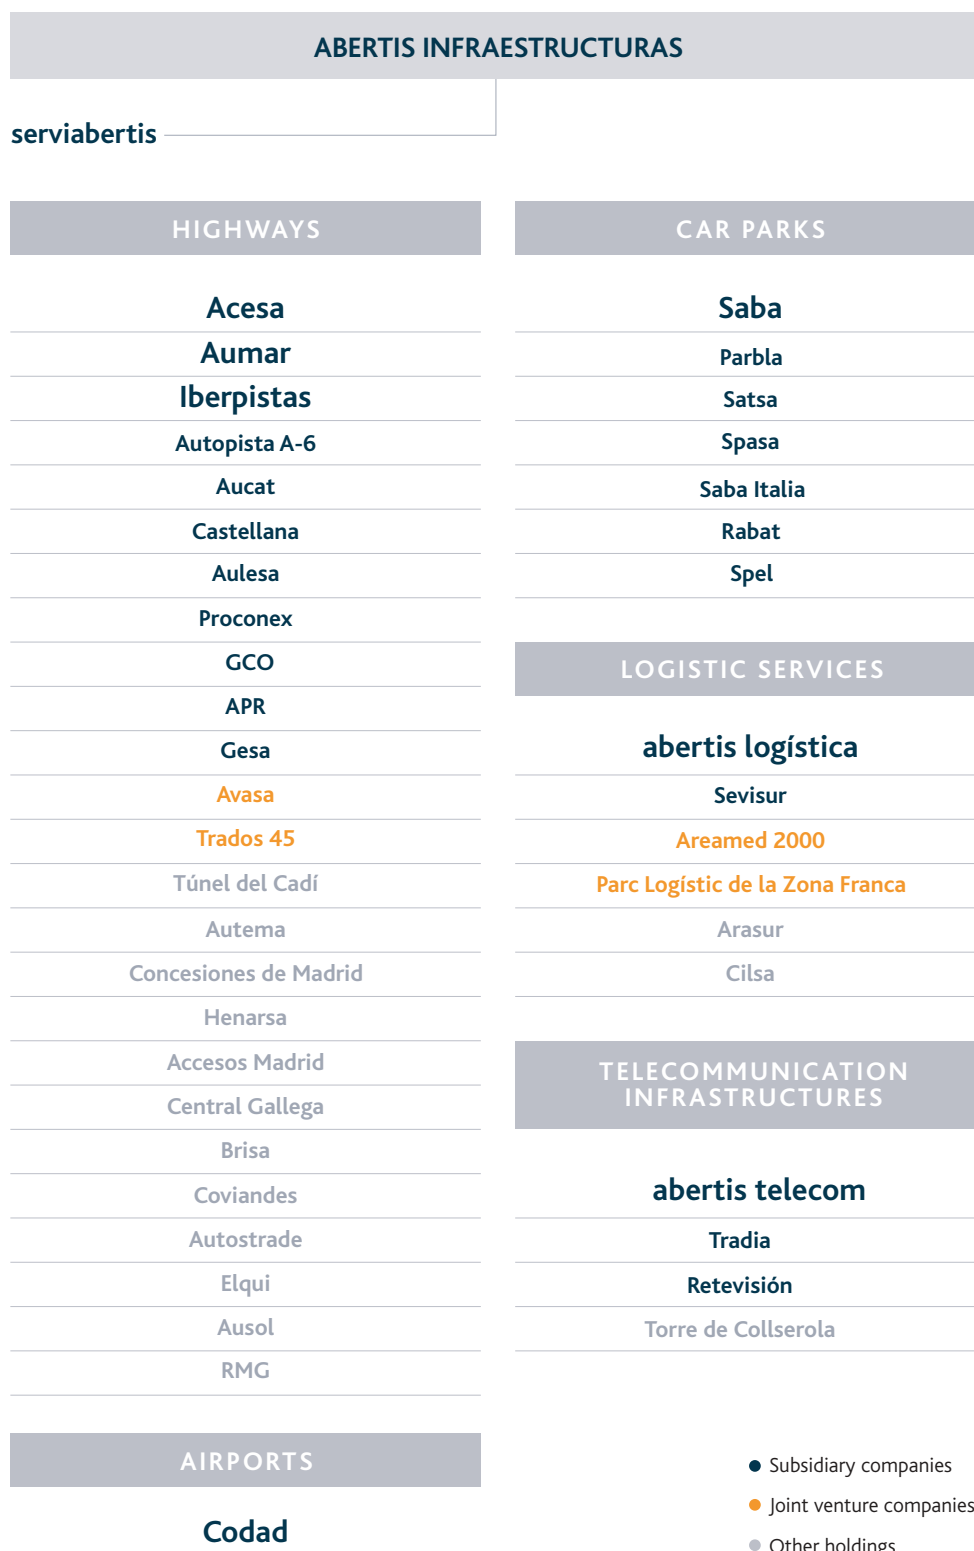 ABERTIS INFRAESTRUCTURAS
serviabertis
HIGHWAYS
Acesa
Aumar
Iberpistas
Autopista A-6
Aucat
Castellana
Aulesa
Proconex
GCO
APR
Gesa
Avasa
Trados 45
Túnel del Cadí
Autema
Concesiones de Madrid
Henarsa
Accesos Madrid
Central Gallega
Brisa
Coviandes
Autostrade
Elqui
Ausol
RMG
AIRPORTS
Codad
CAR PARKS
Saba
Parbla
Satsa
Spasa
Saba Italia
Rabat
Spel
LOGISTIC SERVICES
abertis logística
Sevisur
Areamed 2000
Parc Logístic de la Zona Franca
Arasur
Cilsa
TELECOMMUNICATION
INFRASTRUCTURES
abertis telecom
Tradia
Retevisión
Torre de Collserola
Subsidiary companies
Joint venture companies
Other holdings